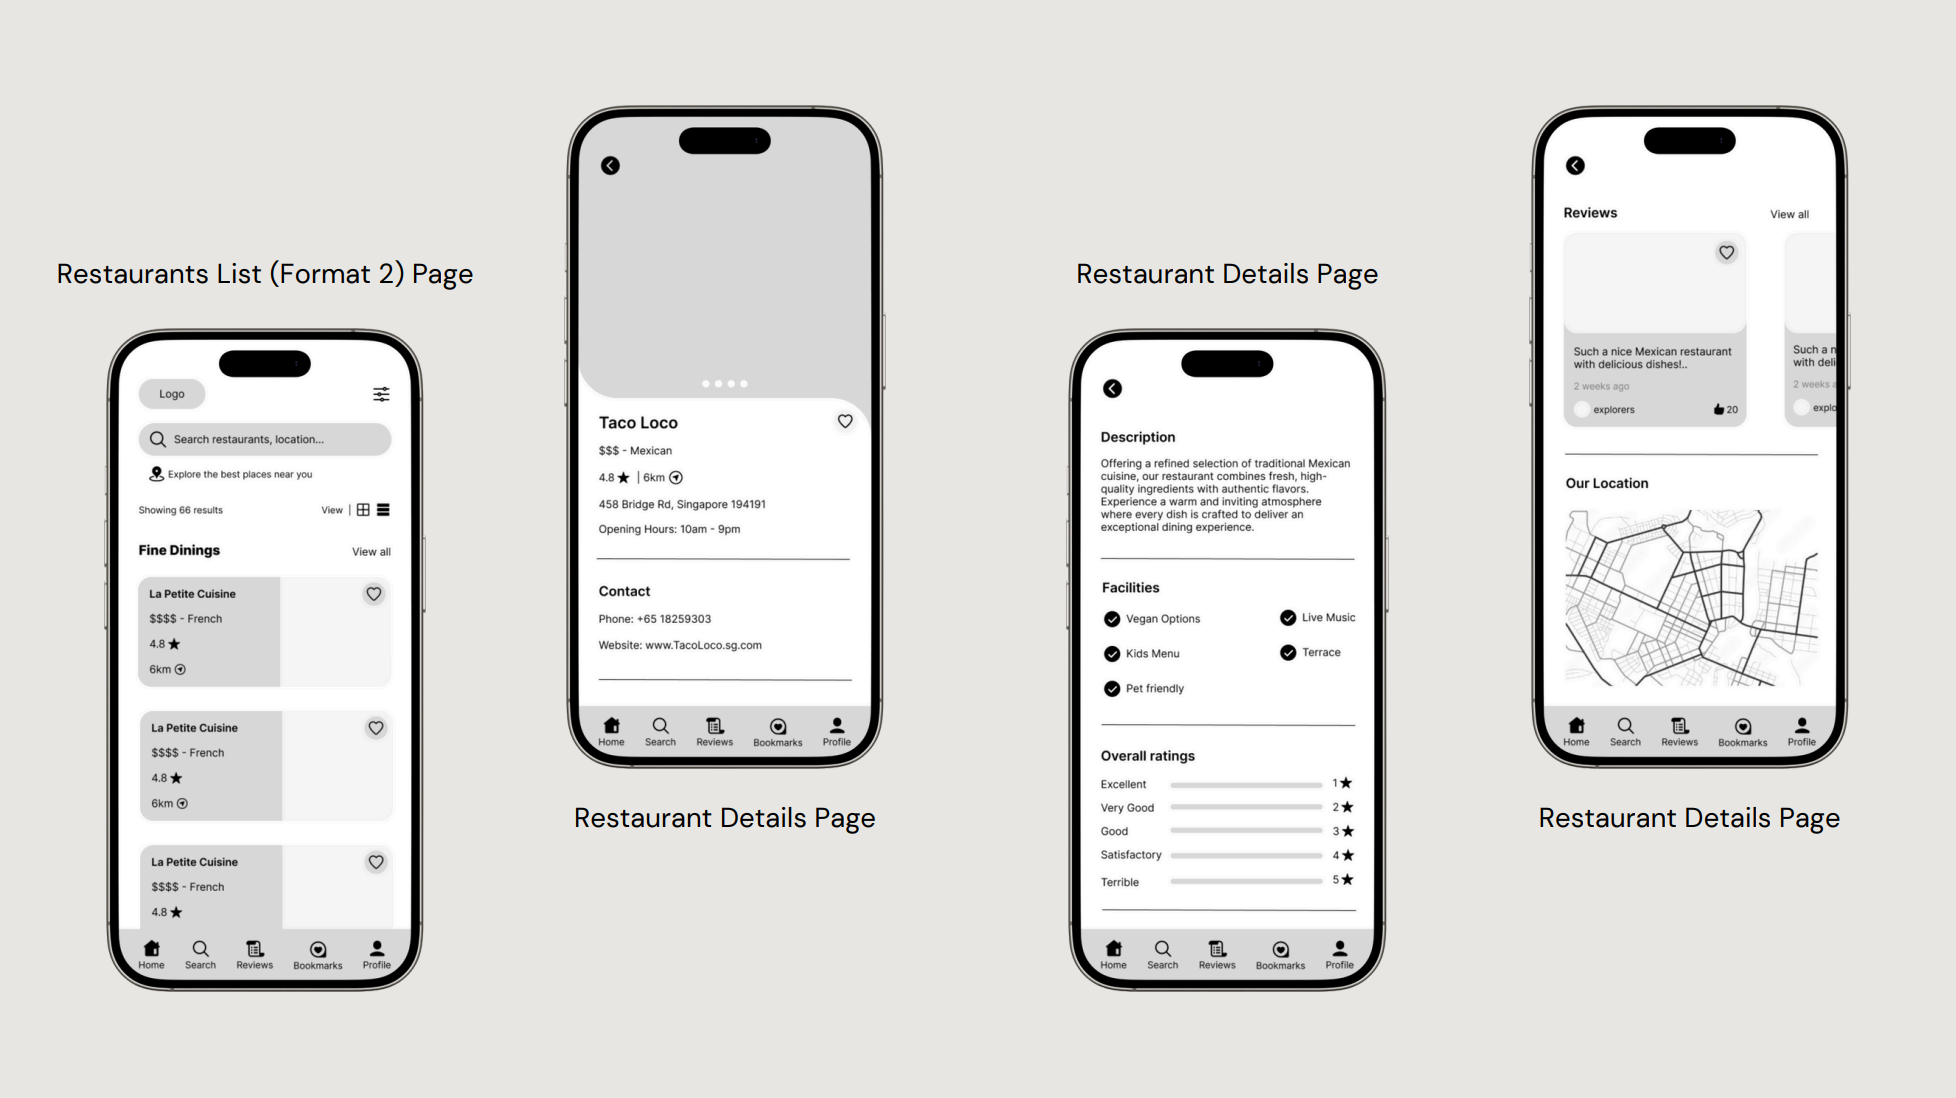 Restaurants List (Format 2) Page
Logo
Search restaurants, location...
Explore the best places near you
Showing 66 results
View |
Fine Dinings
View all
La Petite Cuisine
$$$$ - French
4.8
6km
La Petite Cuisine
$$$$ - French
4.8
6km
La Petite Cuisine
$$$$ - French
4.8
Home
Search
Reviews
Bookmarks
Profile
Taco Loco
$$$ - Mexican
4.8 ★ | 6km
458 Bridge Rd, Singapore 194191
Opening Hours: 10am - 9pm
Contact
Phone: +65 18259303
Website: www.TacoLoco.sg.com
Home
Search
Reviews
Bookmarks
Profile
Restaurant Details Page
Restaurant Details Page
Description
Offering a refined selection of traditional Mexican
cuisine, our restaurant combines fresh, high-
quality ingredients with authentic flavors.
Experience a warm and inviting atmosphere
where every dish is crafted to deliver an
exceptional dining experience.
Facilities
Vegan Options
Live Music
Kids Menu
Terrace
Pet friendly
Overall ratings
Excellent
1★
Very Good
2★
Good
3★
Satisfactory
4★
Terrible
5★
Home
Search
Reviews
Bookmarks
Profile
Reviews
View all
Such a nice Mexican restaurant
with delicious dishes!..
2 weeks ago
explorers
20
Such a n
with deli
2 weeks a
explo
Our Location
Home
Search
Reviews
Bookmarks
Profile
Restaurant Details Page